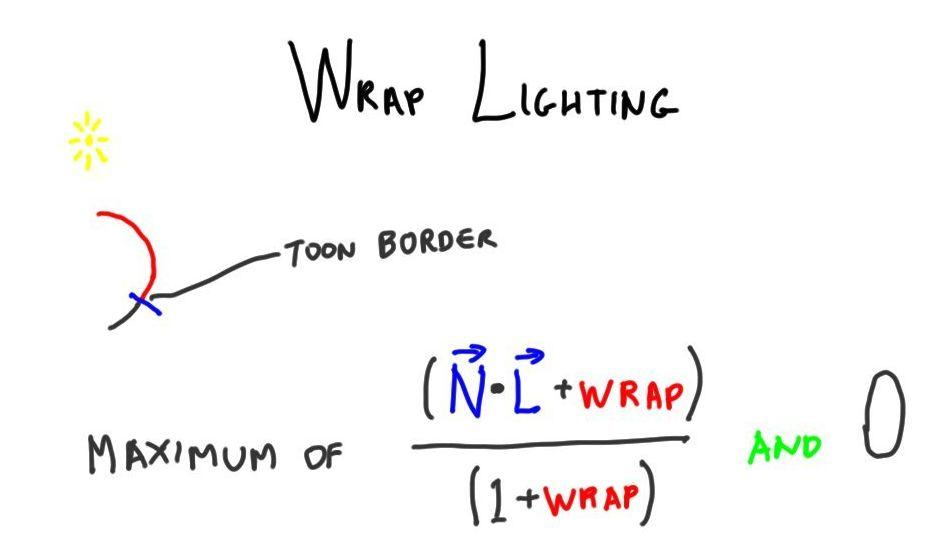 WRAP LIGHTING
TOON BORDER
(N·L + WRAP)
MAXIMUM OF AND 0
(1 + WRAP)